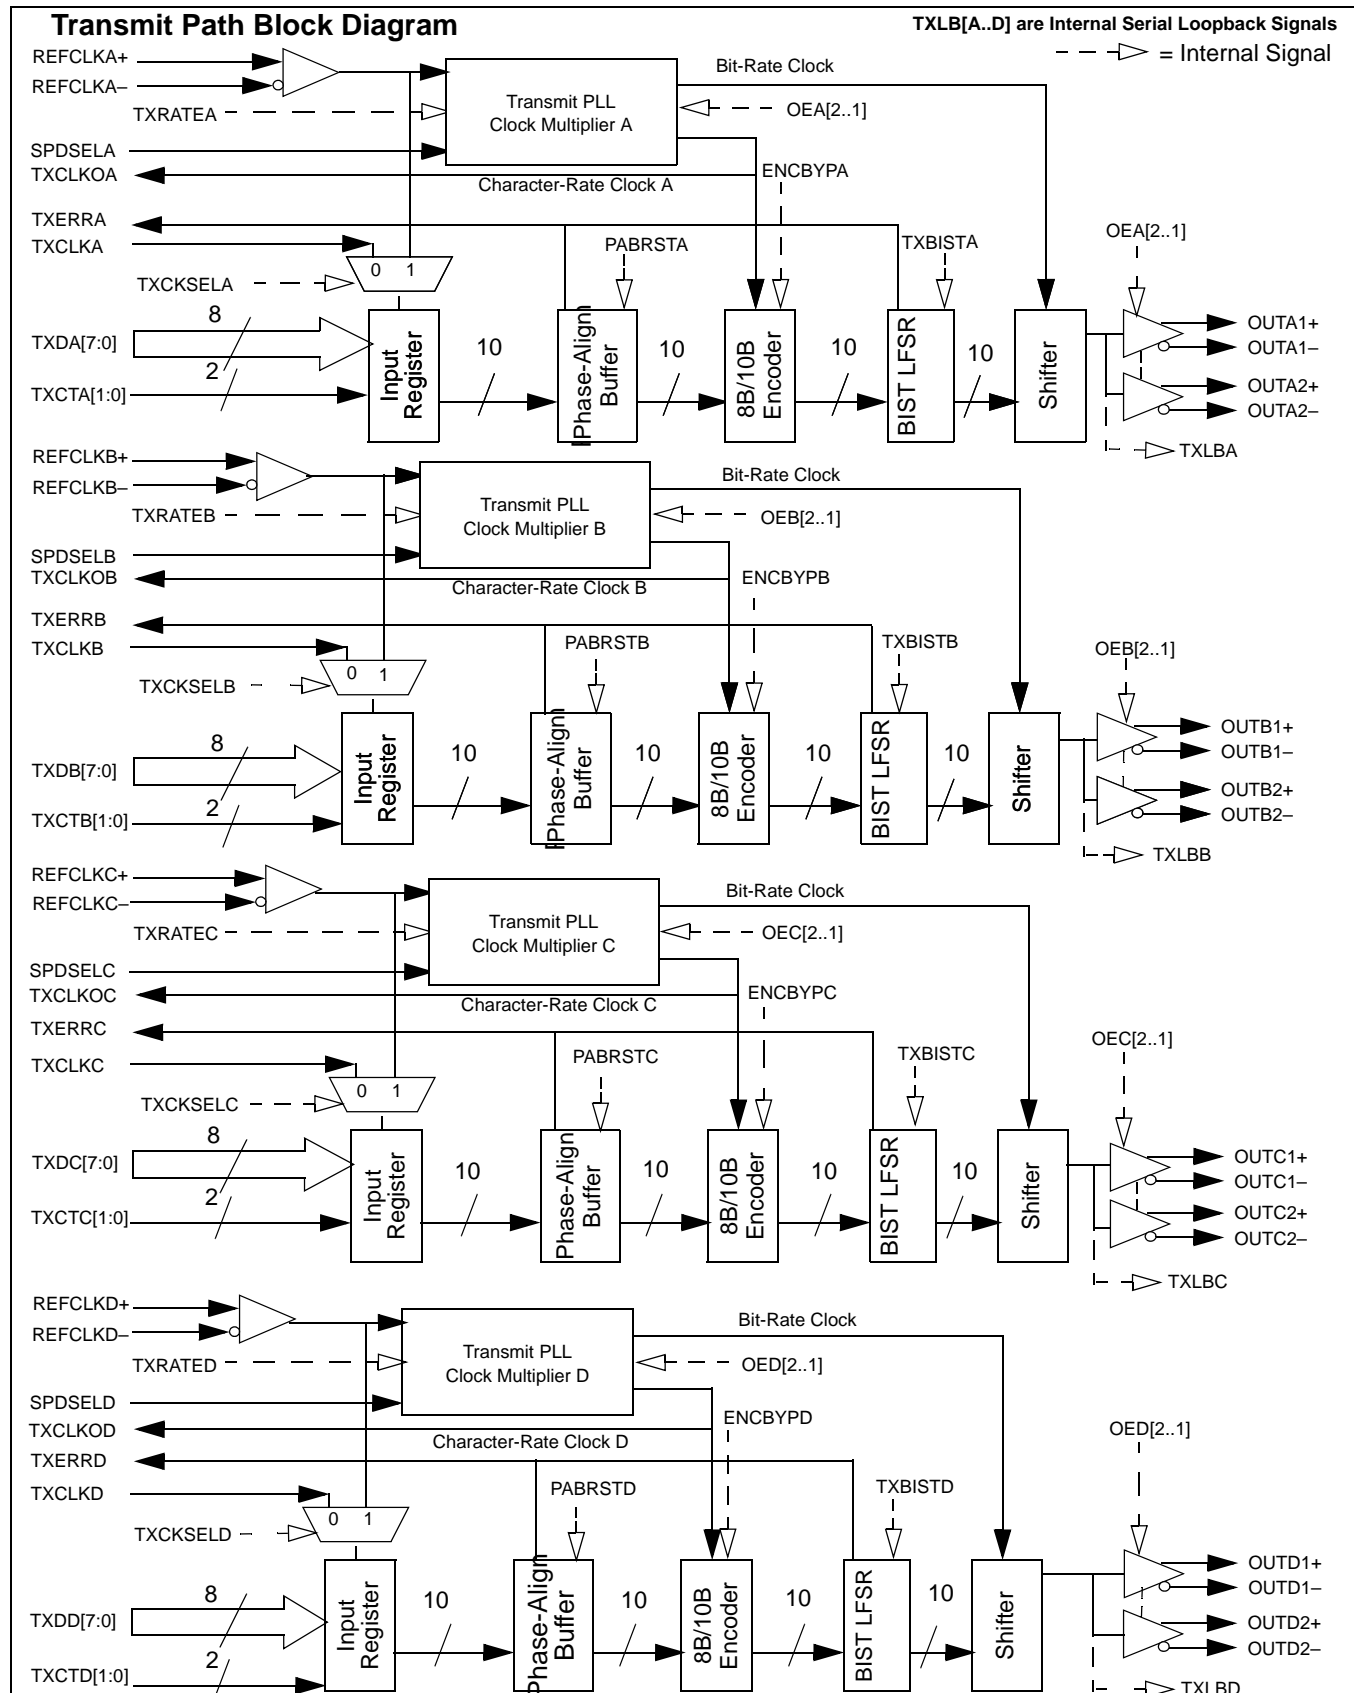 Transmit Path Block Diagram
TXLB[A..D] are Internal Serial Loopback Signals
= Internal Signal
REFCLKA+
REFCLKA–
TXRATEA
SPDSELA
TXCLKOA
TXERRA
TXCLKA
TXCKSELA
TXDA[7:0]
TXCTA[1:0]
Transmit PLL
Clock Multiplier A
Bit-Rate Clock
OEA[2..1]
Character-Rate Clock A
ENCBYPA
PABRSTA
TXBISTA
OEA[2..1]
0 1
8
2
Input
Register
10
Phase-Align
Buffer
10
8B/10B
Encoder
10
BIST LFSR
10
Shifter
OUTA1+
OUTA1–
OUTA2+
OUTA2–
TXLBA
REFCLKB+
REFCLKB–
TXRATEB
SPDSELB
TXCLKOB
TXERRB
TXCLKB
TXCKSELB
TXDB[7:0]
TXCTB[1:0]
Transmit PLL
Clock Multiplier B
Bit-Rate Clock
OEB[2..1]
Character-Rate Clock B
ENCBYPB
PABRSTB
TXBISTB
OEB[2..1]
0 1
8
2
Input
Register
10
Phase-Align
Buffer
10
8B/10B
Encoder
10
BIST LFSR
10
Shifter
OUTB1+
OUTB1–
OUTB2+
OUTB2–
TXLBB
REFCLKC+
REFCLKC–
TXRATEC
SPDSELC
TXCLKOC
TXERRC
TXCLKC
TXCKSELC
TXDC[7:0]
TXCTC[1:0]
Transmit PLL
Clock Multiplier C
Bit-Rate Clock
OEC[2..1]
Character-Rate Clock C
ENCBYPC
PABRSTC
TXBISTC
OEC[2..1]
0 1
8
2
Input
Register
10
Phase-Align
Buffer
10
8B/10B
Encoder
10
BIST LFSR
10
Shifter
OUTC1+
OUTC1–
OUTC2+
OUTC2–
TXLBC
REFCLKD+
REFCLKD–
TXRATED
SPDSELD
TXCLKOD
TXERRD
TXCLKD
TXCKSELD
TXDD[7:0]
TXCTD[1:0]
Transmit PLL
Clock Multiplier D
Bit-Rate Clock
OED[2..1]
Character-Rate Clock D
ENCBYPD
PABRSTD
TXBISTD
OED[2..1]
0 1
8
2
Input
Register
10
Phase-Align
Buffer
10
8B/10B
Encoder
10
BIST LFSR
10
Shifter
OUTD1+
OUTD1–
OUTD2+
OUTD2–
TXLBD